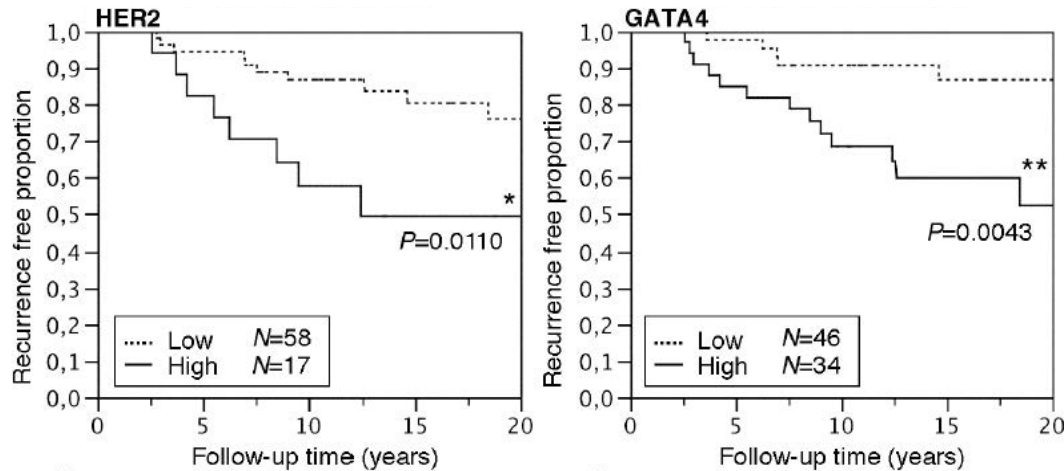 HER2
1,0
0,9
0,8
0,7
0,6
0,5
0,4
0,3
0,2
0,1
0,0
Recurrence free proportion
*
P=0.0110
Low N=58
High N=17
0 5 10 15 20
Follow-up time (years)
GATA4
1,0
0,9
0,8
0,7
0,6
0,5
0,4
0,3
0,2
0,1
0,0
Recurrence free proportion
**
P=0.0043
Low N=46
High N=34
0 5 10 15 20
Follow-up time (years)